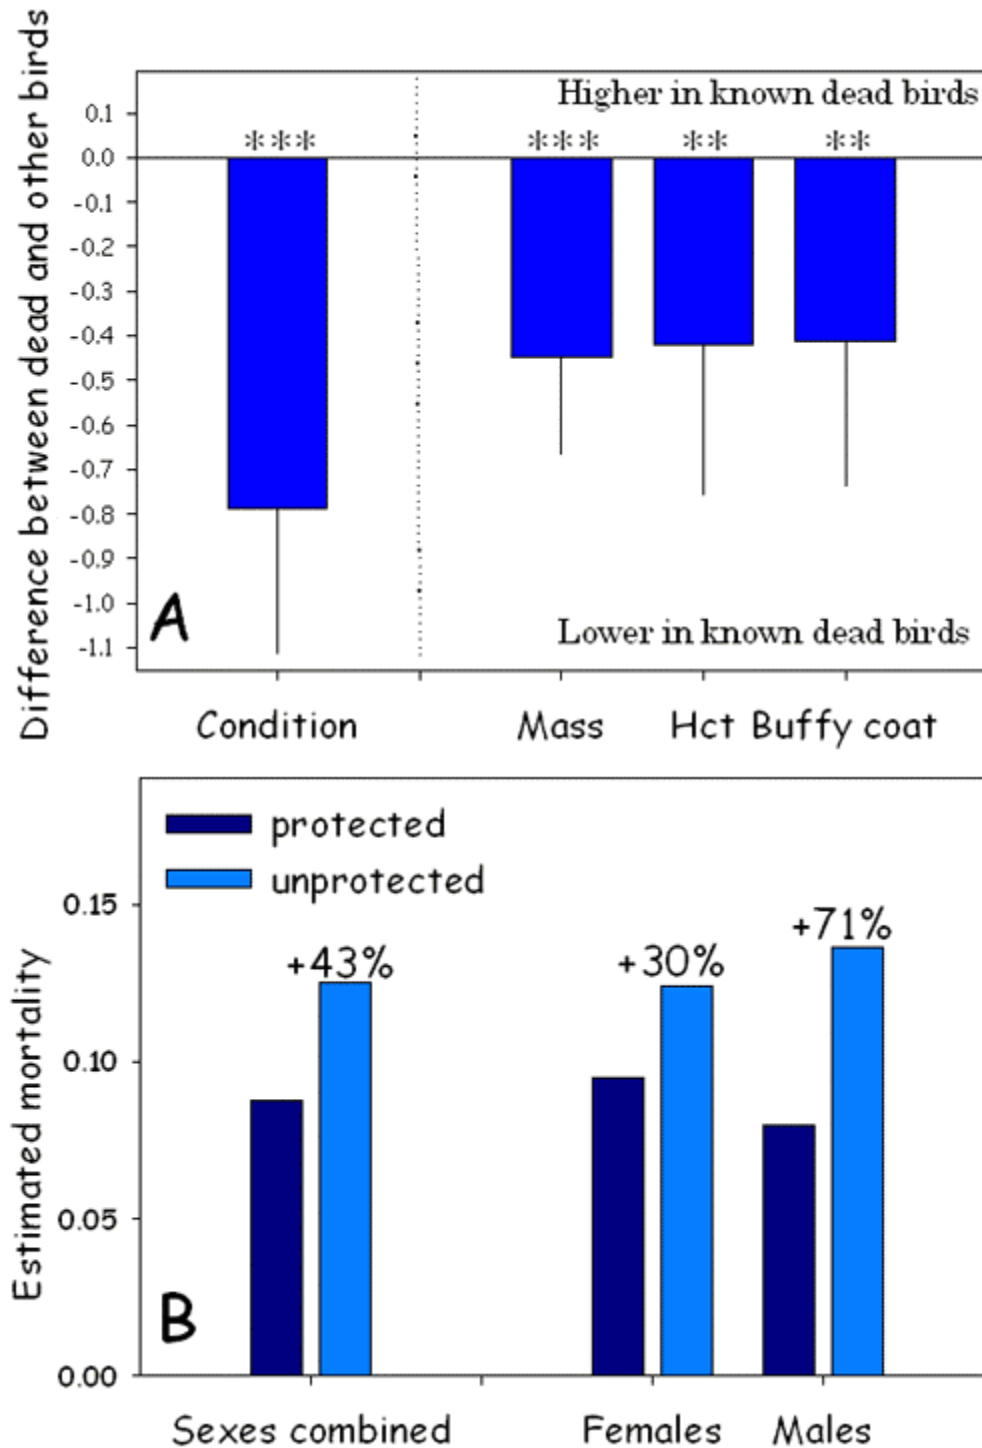 Difference between dead and other birds
Higher in known dead birds
0.1
0.0
-0.1
-0.2
-0.3
-0.4
-0.5
-0.6
-0.7
-0.8
-0.9
-1.0
-1.1
*** *** ** **
A
Lower in known dead birds
Condition Mass Hct Buffy coat
Estimated mortality
protected
unprotected
0.15
0.10
0.05
0.00
+43% +30% +71%
B
Sexes combined Females Males